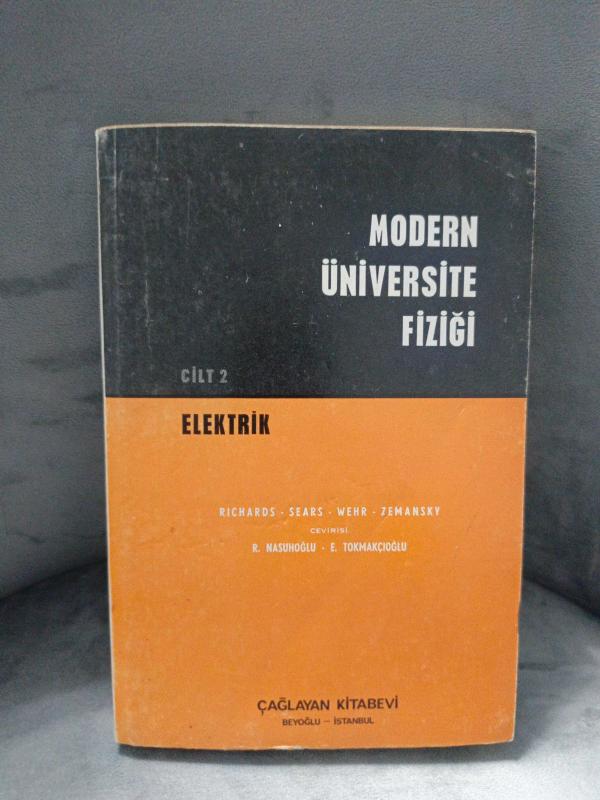 MODERN
ÜNİVERSİTE
FİZİĞİ
CİLT 2
ELEKTRİK
RICHARDS - SEARS - WEHR - ZEMANSKY
ÇEVİRİSİ
R. NASUHOĞLU - E. TOKMAKÇIOĞLU
ÇAĞLAYAN KİTABEVİ
BEYOĞLU — İSTANBUL